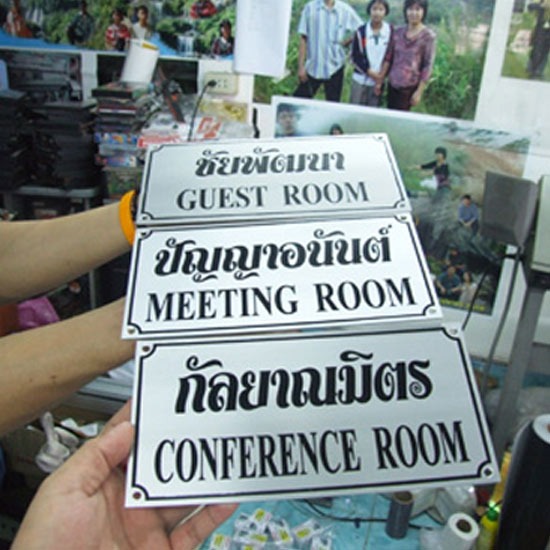 ชัยพัฒนา
GUEST ROOM
ปัญญาอนันต์
MEETING ROOM
กัลยาณมิตร
CONFERENCE ROOM